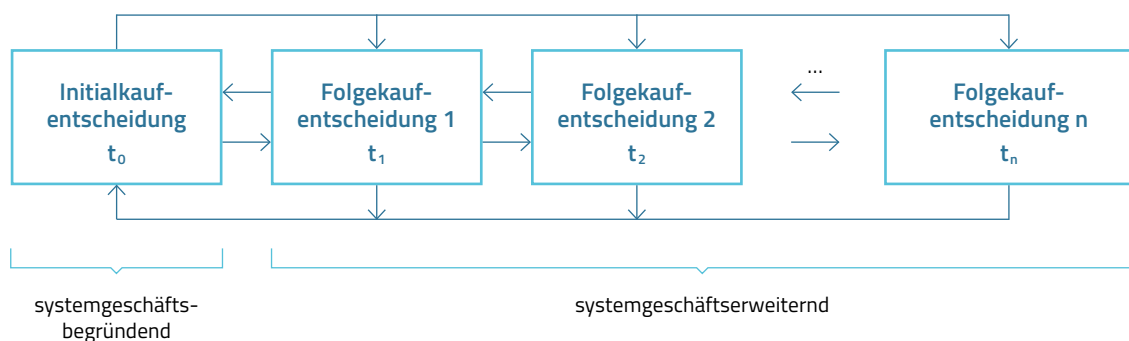 Initialkauf-
entscheidung
t₀
Folgekauf-
entscheidung 1
t₁
Folgekauf-
entscheidung 2
t₂
...
Folgekauf-
entscheidung n
tₙ
systemgeschäfts-
begründend
systemgeschäftserweiternd